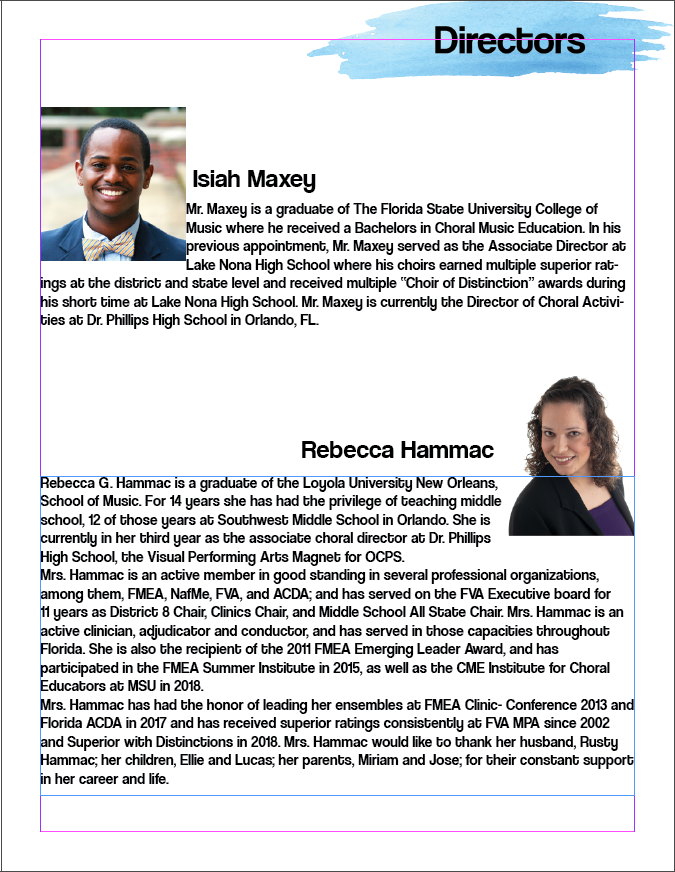 Directors
Isiah Maxey
Mr. Maxey is a graduate of The Florida State University College of
Music where he received a Bachelors in Choral Music Education. In his
previous appointment, Mr. Maxey served as the Associate Director at
Lake Nona High School where his choirs earned multiple superior rat-
ings at the district and state level and received multiple "Choir of Distinction" awards during
his short time at Lake Nona High School. Mr. Maxey is currently the Director of Choral Activi-
ties at Dr. Phillips High School in Orlando, FL.
Rebecca Hammac
Rebecca G. Hammac is a graduate of the Loyola University New Orleans,
School of Music. For 14 years she has had the privilege of teaching middle
school, 12 of those years at Southwest Middle School in Orlando. She is
currently in her third year as the associate choral director at Dr. Phillips
High School, the Visual Performing Arts Magnet for OCPS.
Mrs. Hammac is an active member in good standing in several professional organizations,
among them, FMEA, NafMe, FVA, and ACDA; and has served on the FVA Executive board for
11 years as District 8 Chair, Clinics Chair, and Middle School All State Chair. Mrs. Hammac is an
active clinician, adjudicator and conductor, and has served in those capacities throughout
Florida. She is also the recipient of the 2011 FMEA Emerging Leader Award, and has
participated in the FMEA Summer Institute in 2015, as well as the CME Institute for Choral
Educators at MSU in 2018.
Mrs. Hammac has had the honor of leading her ensembles at FMEA Clinic- Conference 2013 and
Florida ACDA in 2017 and has received superior ratings consistently at FVA MPA since 2002
and Superior with Distinctions in 2018. Mrs. Hammac would like to thank her husband, Rusty
Hammac; her children, Ellie and Lucas; her parents, Miriam and Jose; for their constant support
in her career and life.